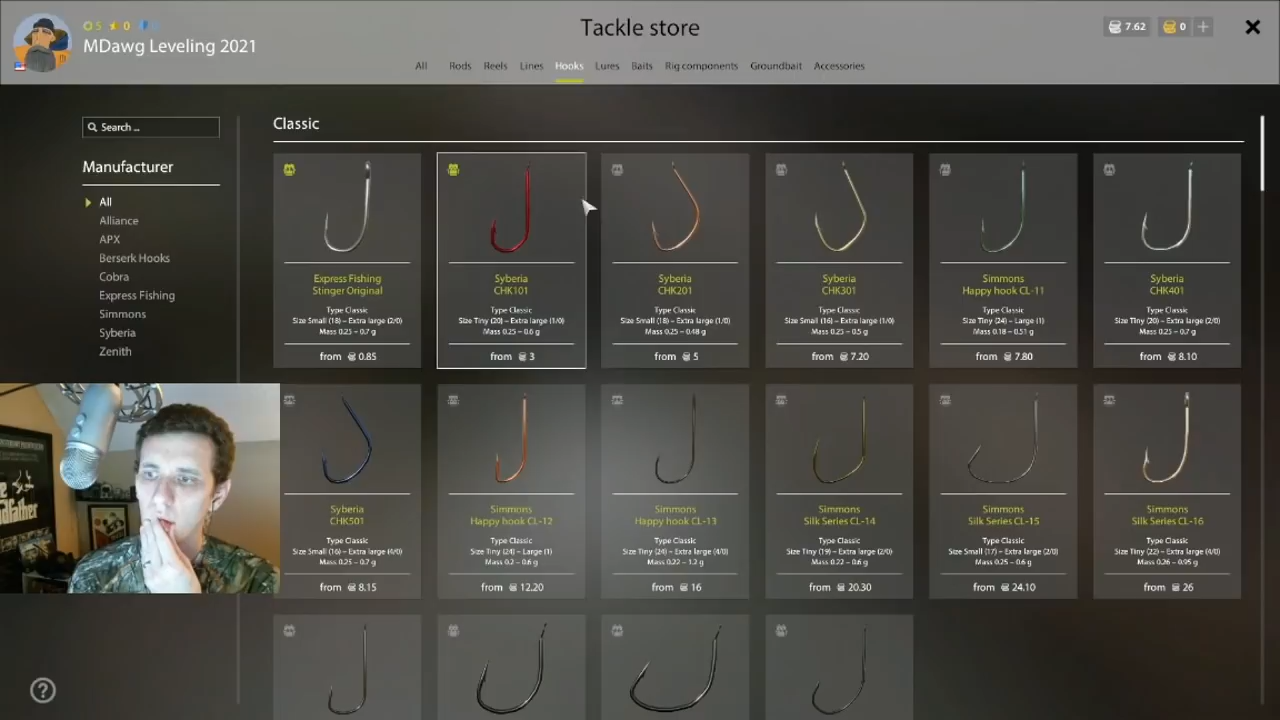 5 0
MDawg Leveling 2021
Tackle store
7.62 0 +
All Rods Reels Lines Hooks Lures Baits Rig components Groundbait Accessories
Search ...
Manufacturer
All
Alliance
APX
Berserk Hooks
Cobra
Express Fishing
Simmons
Syberia
Zenith
Classic
Express Fishing
Stinger Original
Type Classic
Size Small (18) – Extra large (2/0)
Mass 0.25 – 0.7 g
from 0.85
Syberia
CHK101
Type Classic
Size Tiny (20) – Extra large (1/0)
Mass 0.25 – 0.6 g
from 3
Syberia
CHK201
Type Classic
Size Small (18) – Extra large (1/0)
Mass 0.25 – 0.48 g
from 5
Syberia
CHK301
Type Classic
Size Small (16) – Extra large (1/0)
Mass 0.25 – 0.5 g
from 7.20
Simmons
Happy hook CL-11
Type Classic
Size Tiny (24) – Large (1)
Mass 0.18 – 0.51 g
from 7.80
Syberia
CHK401
Type Classic
Size Tiny (20) – Extra large (2/0)
Mass 0.25 – 0.7 g
from 8.10
Syberia
CHK501
Type Classic
Size Small (16) – Extra large (4/0)
Mass 0.25 – 0.7 g
from 8.15
Simmons
Happy hook CL-12
Type Classic
Size Tiny (24) – Large (1)
Mass 0.2 – 0.6 g
from 12.20
Simmons
Happy hook CL-13
Type Classic
Size Tiny (24) – Extra large (4/0)
Mass 0.22 – 1.2 g
from 16
Simmons
Silk Series CL-14
Type Classic
Size Tiny (19) – Extra large (2/0)
Mass 0.22 – 0.6 g
from 20.30
Simmons
Silk Series CL-15
Type Classic
Size Small (17) – Extra large (2/0)
Mass 0.25 – 0.6 g
from 24.10
Simmons
Silk Series CL-16
Type Classic
Size Tiny (22) – Extra large (4/0)
Mass 0.26 – 0.95 g
from 26
dfather
?